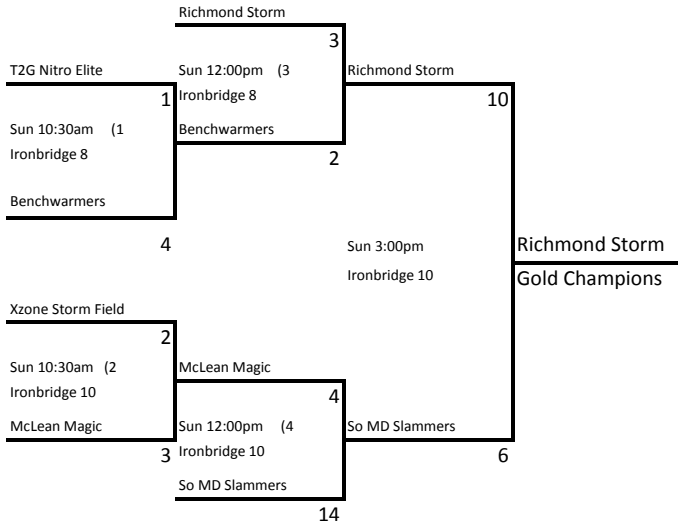 Richmond Storm
3
T2G Nitro Elite
Sun 12:00pm (3
Richmond Storm
1
Ironbridge 8
10
Sun 10:30am (1
Benchwarmers
Ironbridge 8
2
Benchwarmers
4
Sun 3:00pm
Richmond Storm
Ironbridge 10
Gold Champions
Xzone Storm Field
2
Sun 10:30am (2
McLean Magic
Ironbridge 10
4
McLean Magic
Sun 12:00pm (4
So MD Slammers
3
Ironbridge 10
6
So MD Slammers
14